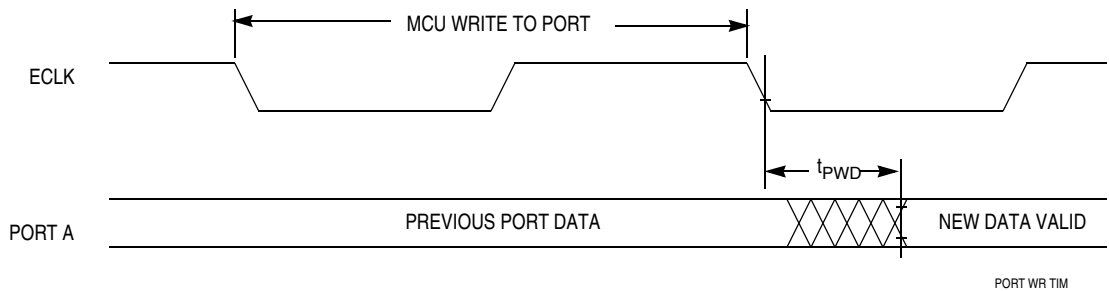 MCU WRITE TO PORT
ECLK
tPWD
PORT A
PREVIOUS PORT DATA
NEW DATA VALID
PORT WR TIM